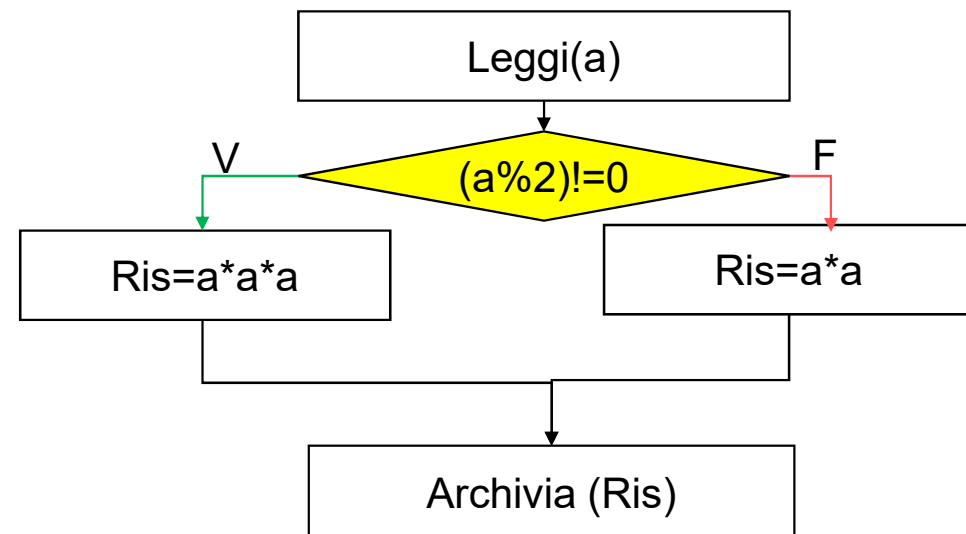 Leggi(a)
V
F
(a%2)!=0
Ris=a*a*a
Ris=a*a
Archivia (Ris)